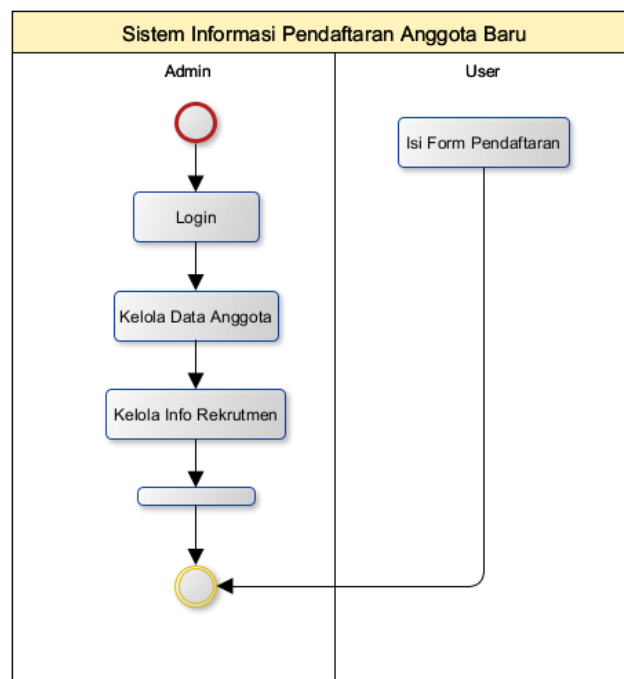 Sistem Informasi Pendaftaran Anggota Baru
Admin
User
Isi Form Pendaftaran
Login
Kelola Data Anggota
Kelola Info Rekrutmen